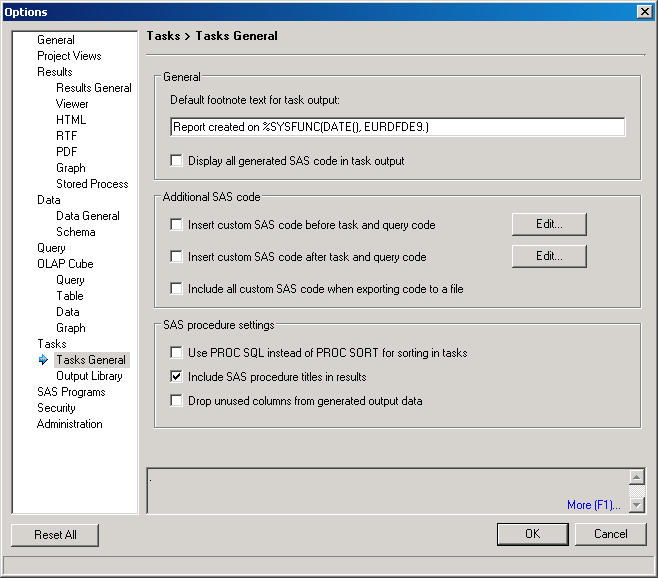 Options
General
Project Views
Results
Results General
Viewer
HTML
RTF
PDF
Graph
Stored Process
Data
Data General
Schema
Query
OLAP Cube
Query
Table
Data
Graph
Tasks
Tasks General
Output Library
SAS Programs
Security
Administration
Tasks > Tasks General
General
Default footnote text for task output:
Report created on %SYSFUNC(DATE(), EURDFDE9.)
Display all generated SAS code in task output
Additional SAS code
Insert custom SAS code before task and query code
Edit...
Insert custom SAS code after task and query code
Edit...
Include all custom SAS code when exporting code to a file
SAS procedure settings
Use PROC SQL instead of PROC SORT for sorting in tasks
Include SAS procedure titles in results
Drop unused columns from generated output data
.
More (F1)...
Reset All
OK
Cancel